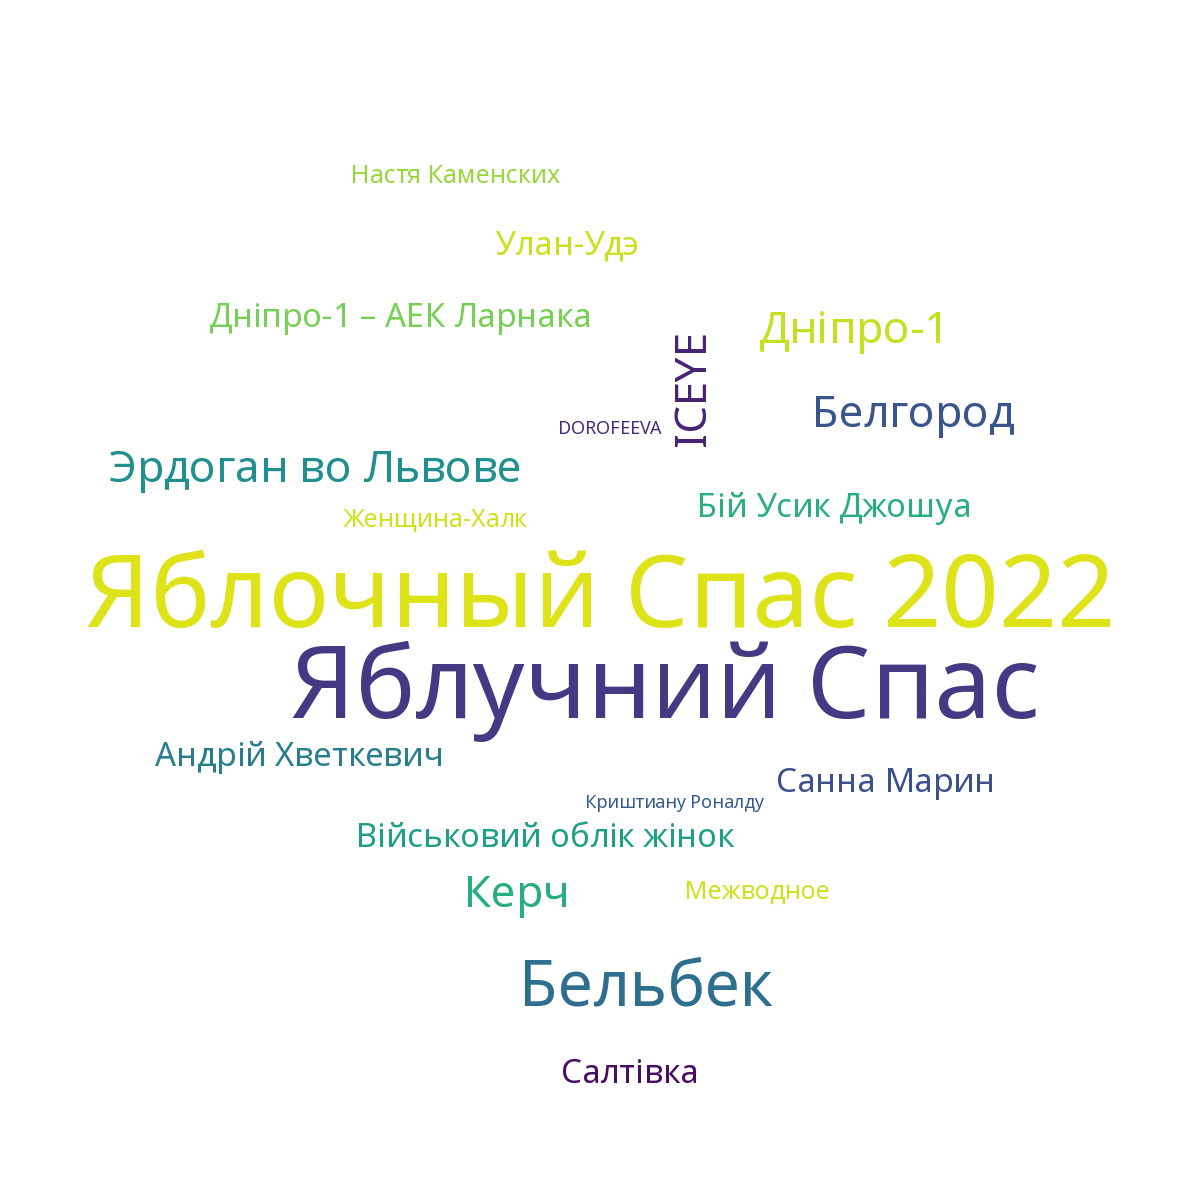 Настя Каменских
Улан-Удэ
Дніпро-1 – АЕК Ларнака
Дніпро-1
ICEYE
Белгород
DOROFEEVA
Эрдоган во Львове
Бій Усик Джошуа
Женщина-Халк
Яблочный Спас 2022
Яблучний Спас
Андрій Хветкевич
Санна Марин
Криштиану Роналду
Військовий облік жінок
Керч
Межводное
Бельбек
Салтівка